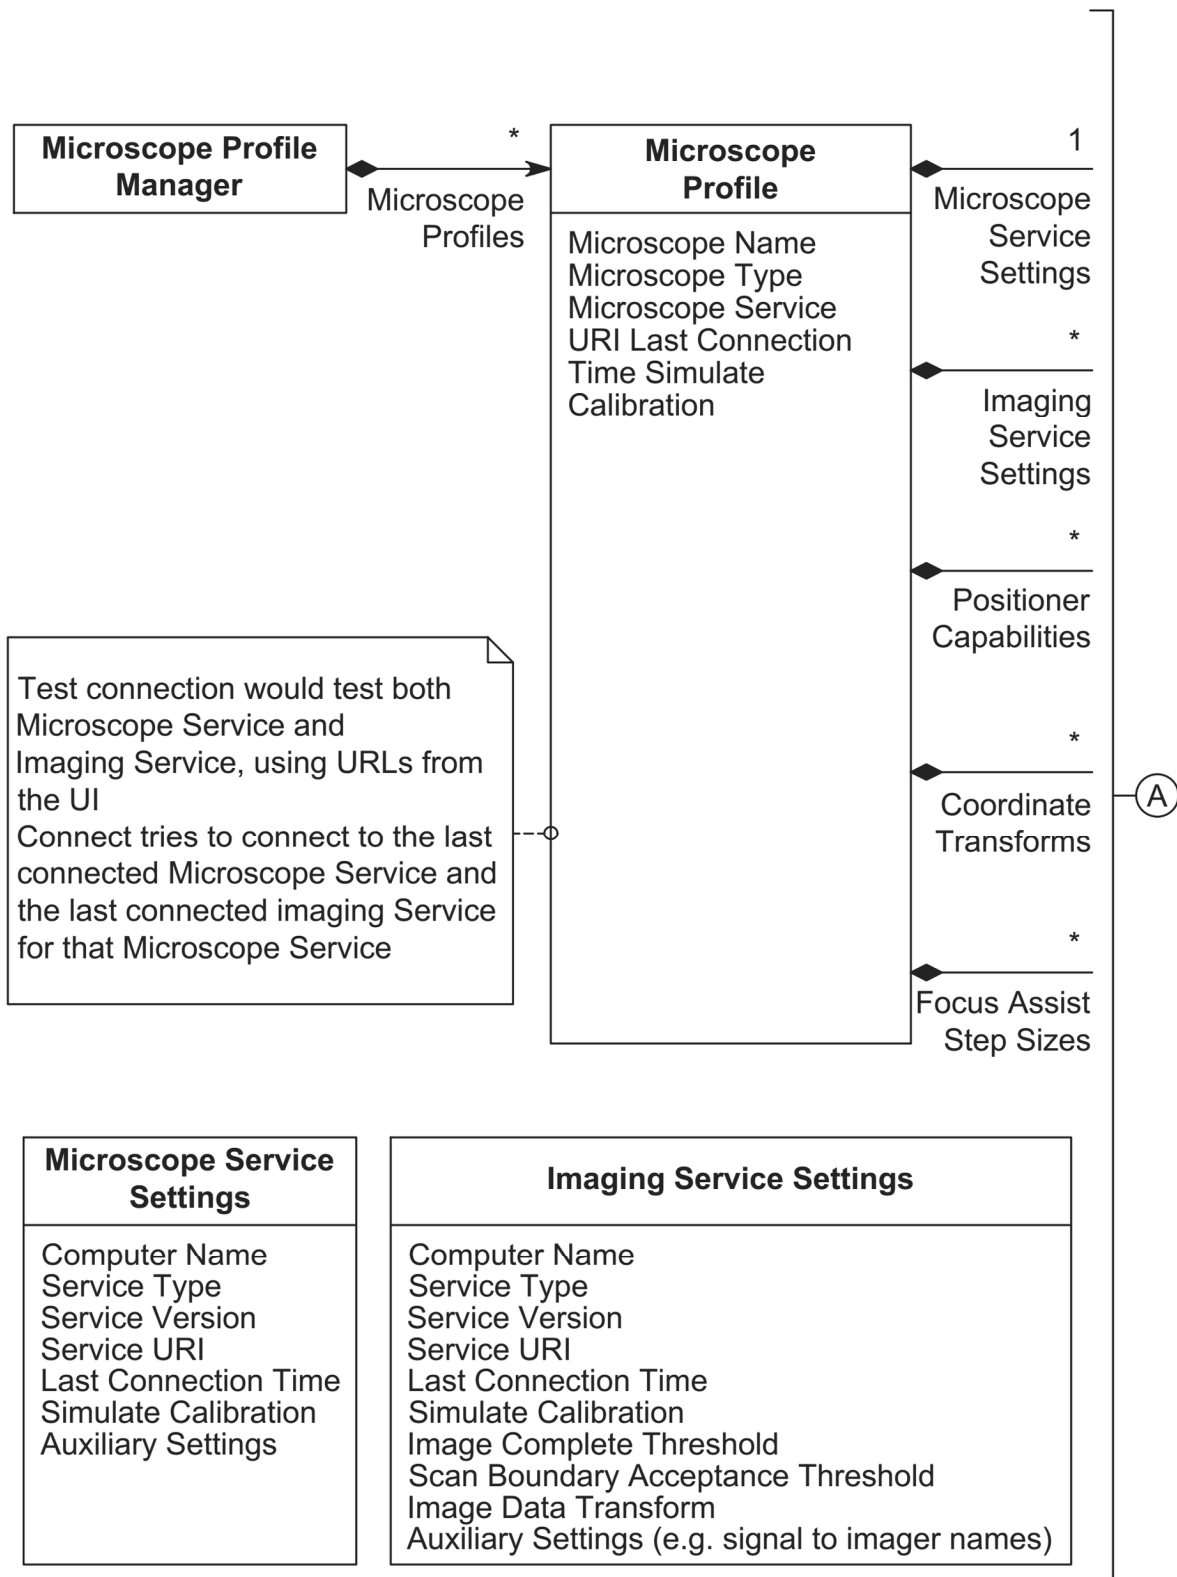 Microscope Profile
Manager
*
Microscope
Profiles
Microscope
Profile
Microscope Name
Microscope Type
Microscope Service
URI Last Connection
Time Simulate
Calibration
1
Microscope
Service
Settings
*
Imaging
Service
Settings
*
Positioner
Capabilities
*
Coordinate
Transforms
*
Focus Assist
Step Sizes
A
Test connection would test both
Microscope Service and
Imaging Service, using URLs from
the UI
Connect tries to connect to the last
connected Microscope Service and
the last connected imaging Service
for that Microscope Service
Microscope Service
Settings
Computer Name
Service Type
Service Version
Service URI
Last Connection Time
Simulate Calibration
Auxiliary Settings
Imaging Service Settings
Computer Name
Service Type
Service Version
Service URI
Last Connection Time
Simulate Calibration
Image Complete Threshold
Scan Boundary Acceptance Threshold
Image Data Transform
Auxiliary Settings (e.g. signal to imager names)